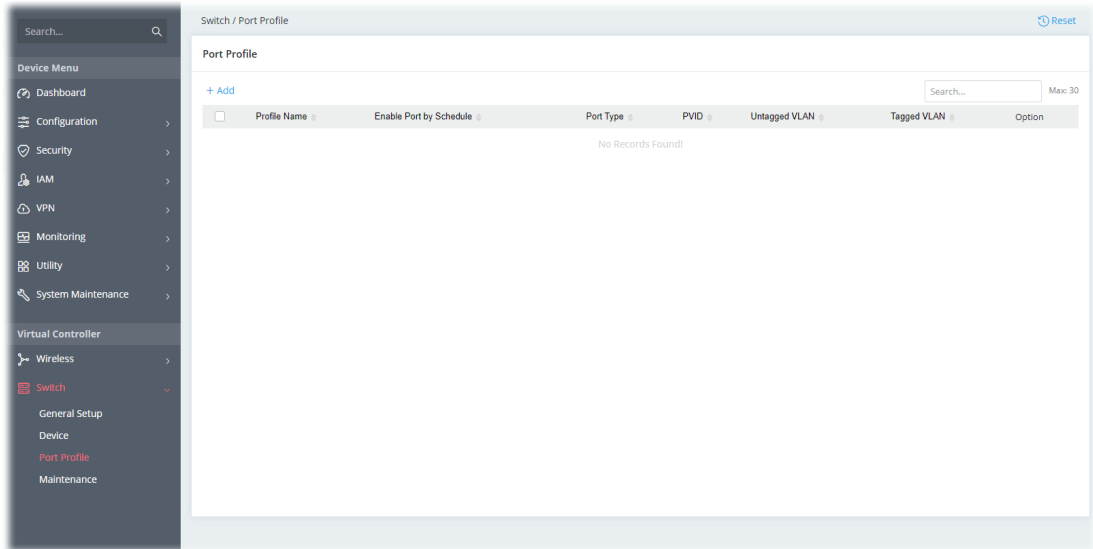 Search...
Device Menu
Dashboard
Configuration
Security
IAM
VPN
Monitoring
Utility
System Maintenance
Virtual Controller
Wireless
Switch
General Setup
Device
Port Profile
Maintenance
Switch / Port Profile
Reset
Port Profile
+ Add
Search...
Max: 30
Profile Name Enable Port by Schedule Port Type PVID Untagged VLAN Tagged VLAN Option
No Records Found!